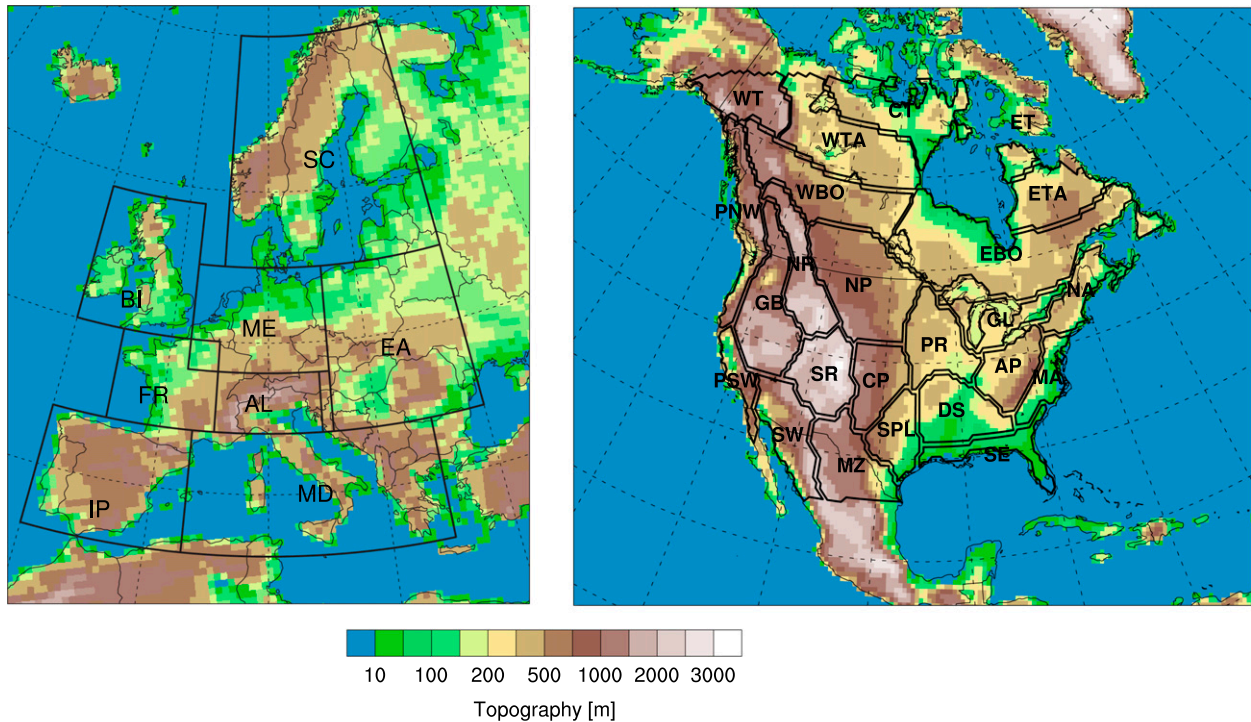 SC
BI
ME
EA
FR
AL
IP
MD
WT
CT
ET
WTA
WBO
ETA
PNW
EBO
NR
NP
NA
GB
GL
PR
AP
SR
CP
MA
PSW
DS
SW
SPL
SE
MZ
10 100 200 500 1000 2000 3000
Topography [m]